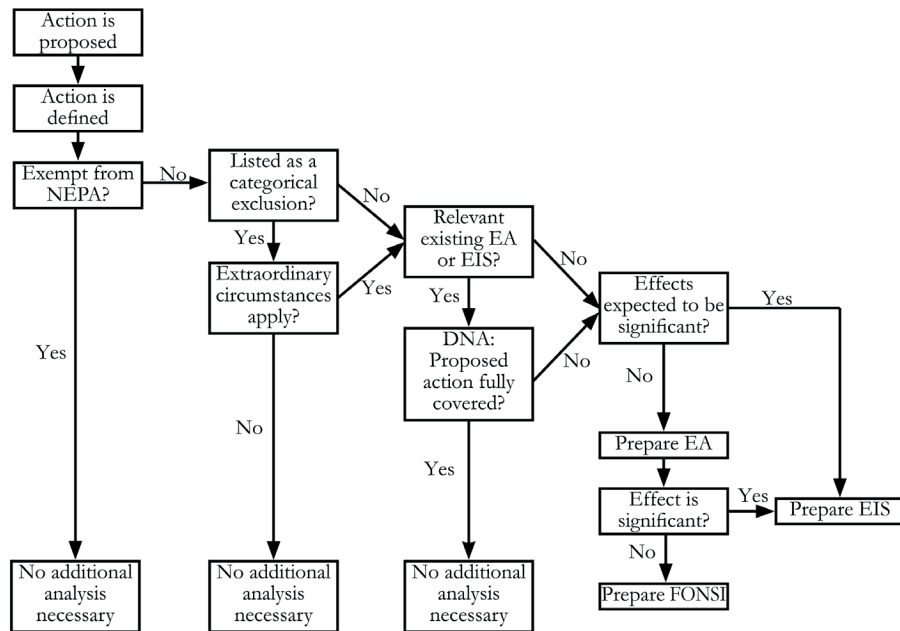 Action is
proposed
Action is
defined
Exempt from
NEPA?
No
Yes
No additional
analysis
necessary
Listed as a
categorical
exclusion?
No
Yes
Extraordinary
circumstances
apply?
Yes
No
No additional
analysis
necessary
Relevant
existing EA
or EIS?
No
Yes
DNA:
Proposed
action fully
covered?
No
Yes
No additional
analysis
necessary
Effects
expected to be
significant?
Yes
No
Prepare EA
Effect is
significant?
Yes
Prepare EIS
No
Prepare FONSI